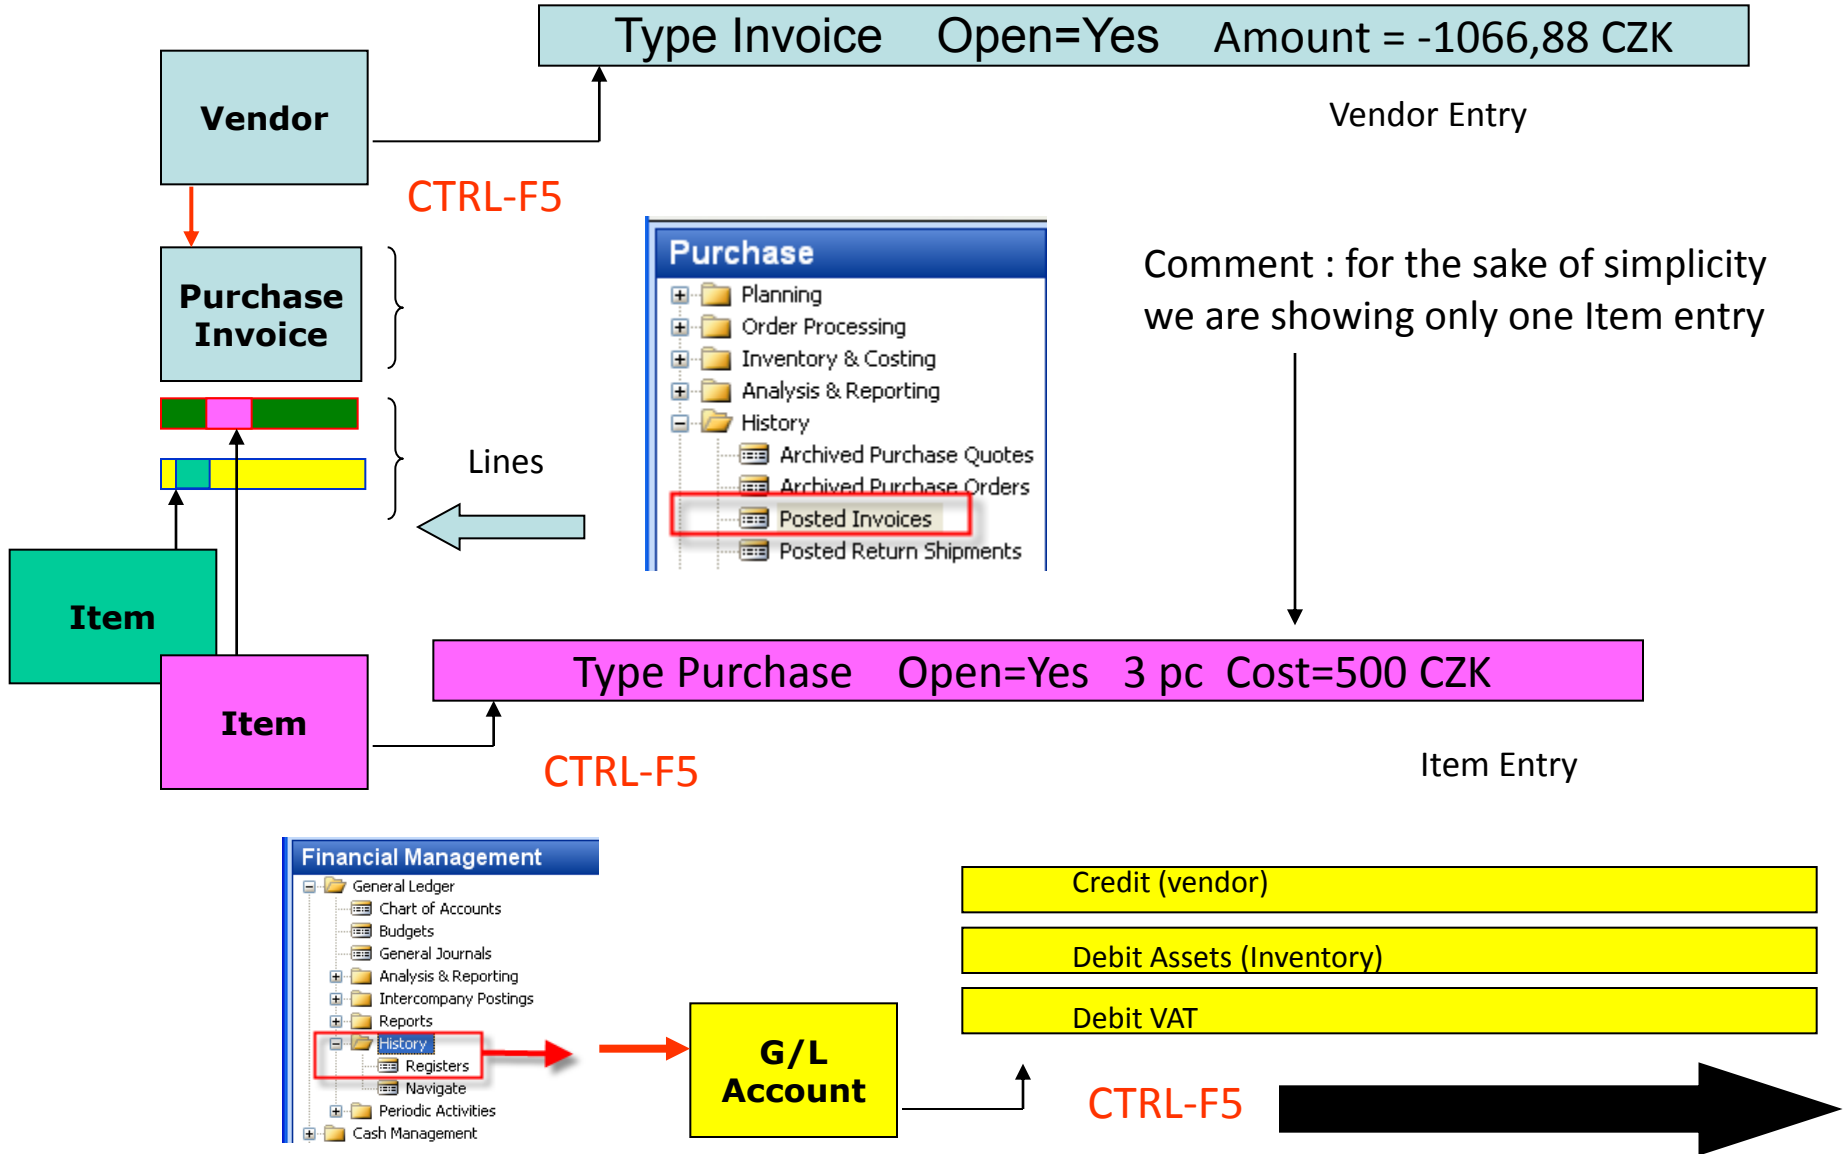 Type Invoice Open=Yes Amount = -1066,88 CZK
Vendor
Vendor Entry
CTRL-F5
Purchase
Invoice
Purchase
Planning
Order Processing
Inventory & Costing
Analysis & Reporting
History
Archived Purchase Quotes
Archived Purchase Orders
Posted Invoices
Posted Return Shipments
Comment : for the sake of simplicity
we are showing only one Item entry
Lines
Item
Item
Type Purchase Open=Yes 3 pc Cost=500 CZK
CTRL-F5
Item Entry
Financial Management
General Ledger
Chart of Accounts
Budgets
General Journals
Analysis & Reporting
Intercompany Postings
Reports
History
Registers
Navigate
Periodic Activities
Cash Management
G/L
Account
Credit (vendor)
Debit Assets (Inventory)
Debit VAT
CTRL-F5